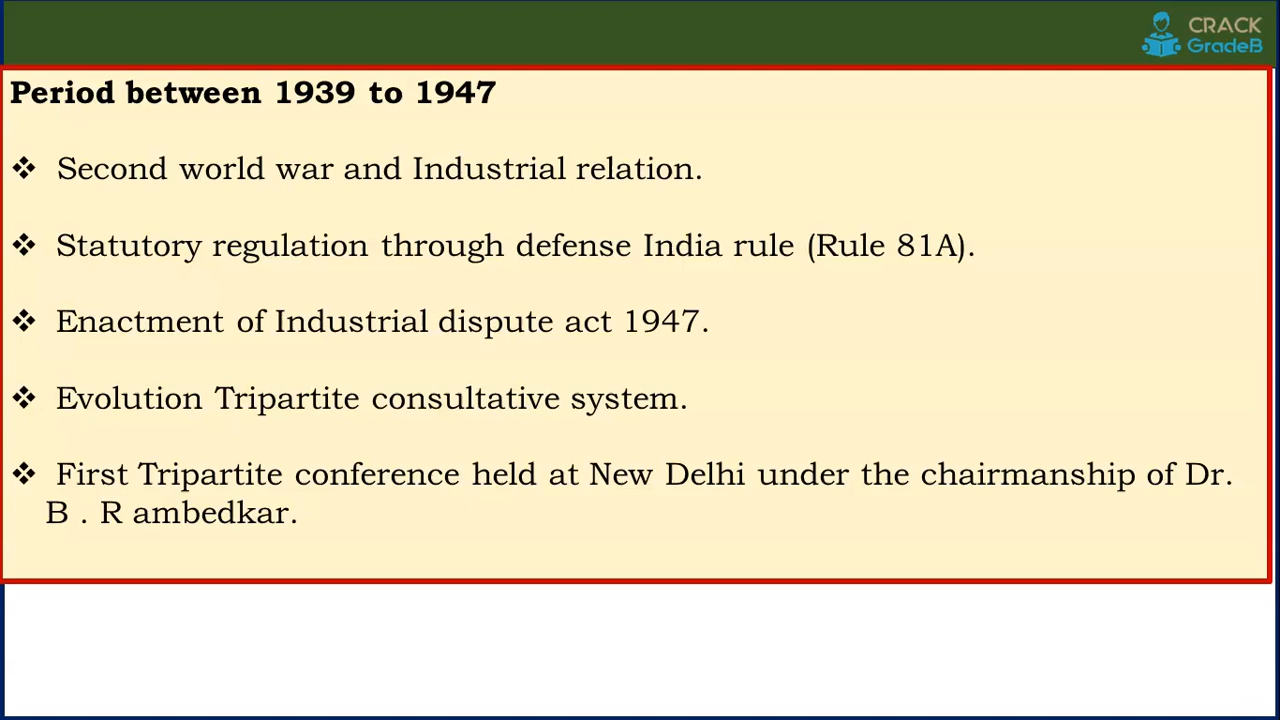 CRACK
GradeB
Period between 1939 to 1947
❖ Second world war and Industrial relation.
❖ Statutory regulation through defense India rule (Rule 81A).
❖ Enactment of Industrial dispute act 1947.
❖ Evolution Tripartite consultative system.
❖ First Tripartite conference held at New Delhi under the chairmanship of Dr.
B . R ambedkar.